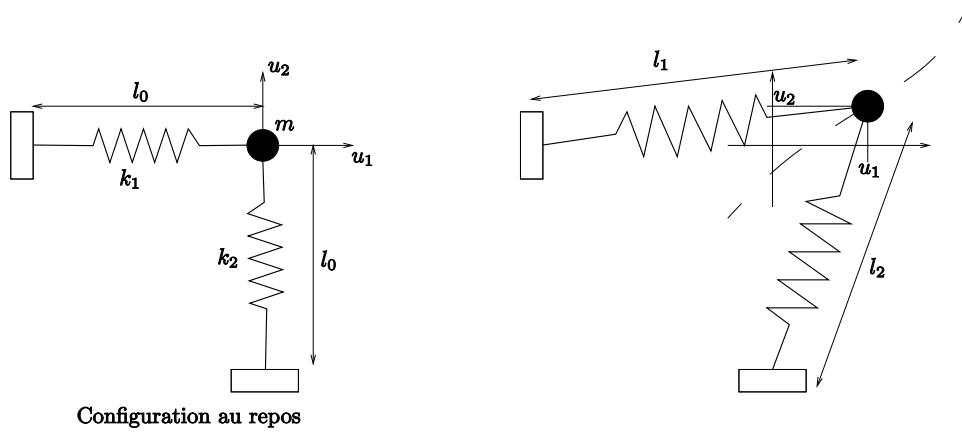 u₂
l₀
m
u₁
k₁
k₂
l₀
Configuration au repos
l₁
u₂
u₁
l₂